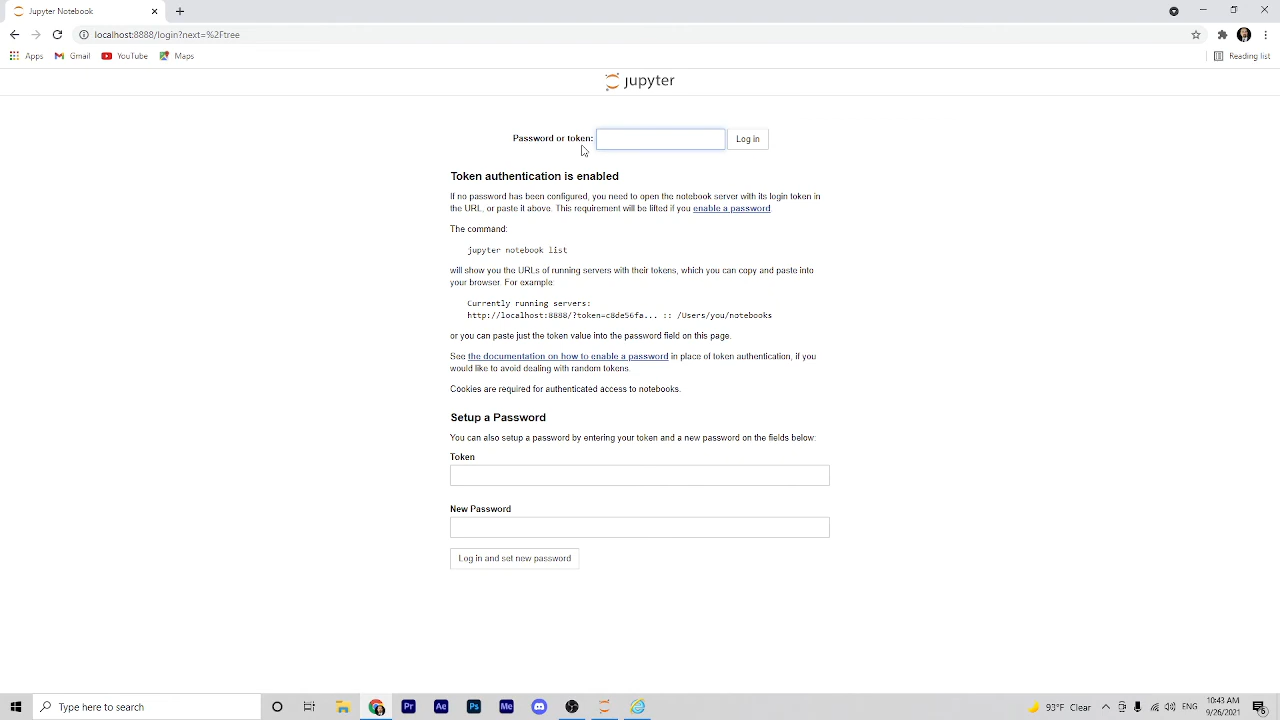 Jupyter Notebook
localhost:8888/login?next=%2Ftree
Apps Gmail YouTube Maps Reading list
jupyter
Password or token: Log in
Token authentication is enabled
If no password has been configured, you need to open the notebook server with its login token in
the URL, or paste it above. This requirement will be lifted if you enable a password.
The command:
jupyter notebook list
will show you the URLs of running servers with their tokens, which you can copy and paste into
your browser. For example:
Currently running servers:
http://localhost:8888/?token=c8de56fa... :: /Users/you/notebooks
or you can paste just the token value into the password field on this page.
See the documentation on how to enable a password in place of token authentication, if you
would like to avoid dealing with random tokens.
Cookies are required for authenticated access to notebooks.
Setup a Password
You can also setup a password by entering your token and a new password on the fields below:
Token
New Password
Log in and set new password
Type here to search Pr Ae Ps Me 93°F Clear ENG 10:43 AM
9/26/2021